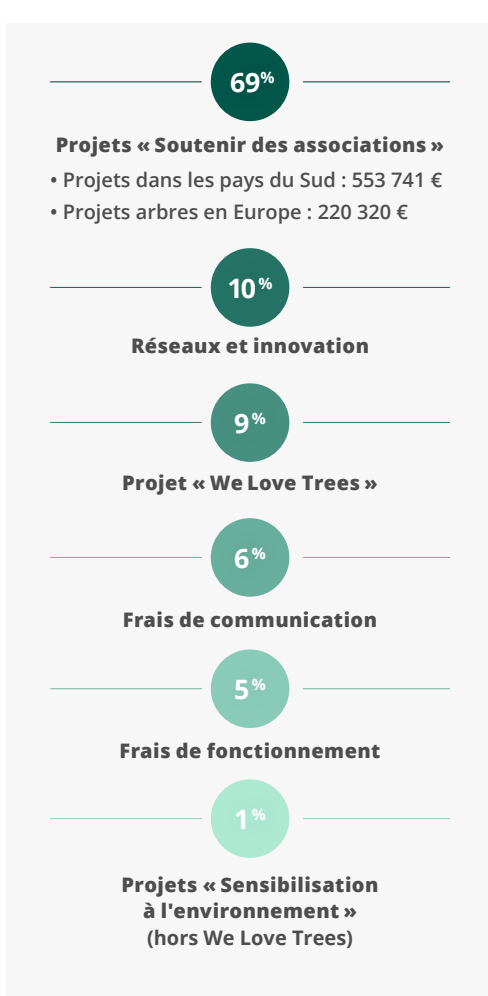 69%
Projets « Soutenir des associations »
• Projets dans les pays du Sud : 553 741 €
• Projets arbres en Europe : 220 320 €
10%
Réseaux et innovation
9%
Projet « We Love Trees »
6%
Frais de communication
5%
Frais de fonctionnement
1%
Projets « Sensibilisation
à l'environnement »
(hors We Love Trees)